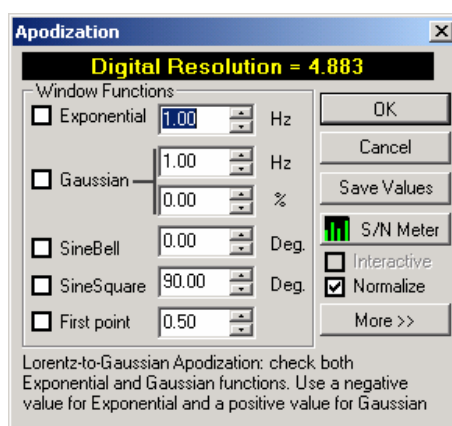 Apodization
Digital Resolution = 4.883
Window Functions
Exponential 1.00 Hz
Gaussian 1.00 Hz
0.00 %
SineBell 0.00 Deg.
SineSquare 90.00 Deg.
First point 0.50
OK
Cancel
Save Values
S/N Meter
Interactive
Normalize
More >>
Lorentz-to-Gaussian Apodization: check both
Exponential and Gaussian functions. Use a negative
value for Exponential and a positive value for Gaussian